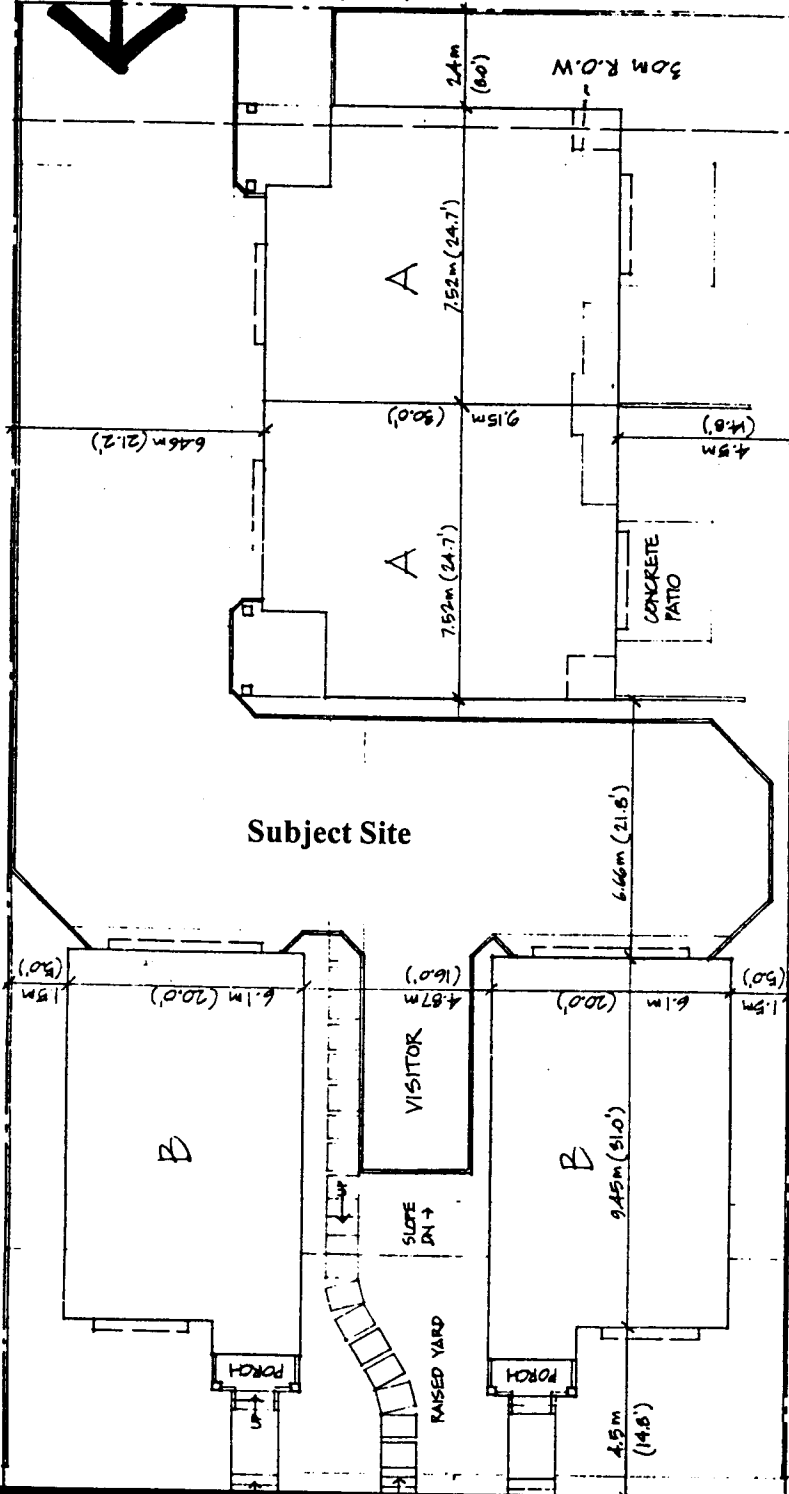 2.4m
(8.0')
3.0m R.O.W
A
7.52m (24.7')
6.46m (21.2')
(30.0')
9.15m
(14.8')
4.5m
A
7.52m (24.7')
CONCRETE
PATIO
Subject Site
6.66m (21.8')
(5.0')
1.5m
6.1m (20.0')
(16.0')
4.87m
6.1m (20.0')
(5.0')
1.5m
VISITOR
B
B
9.45m (31.0')
UP
SLOPE
DN →
RAISED YARD
PORCH
PORCH
UP
4.5m
(14.8')